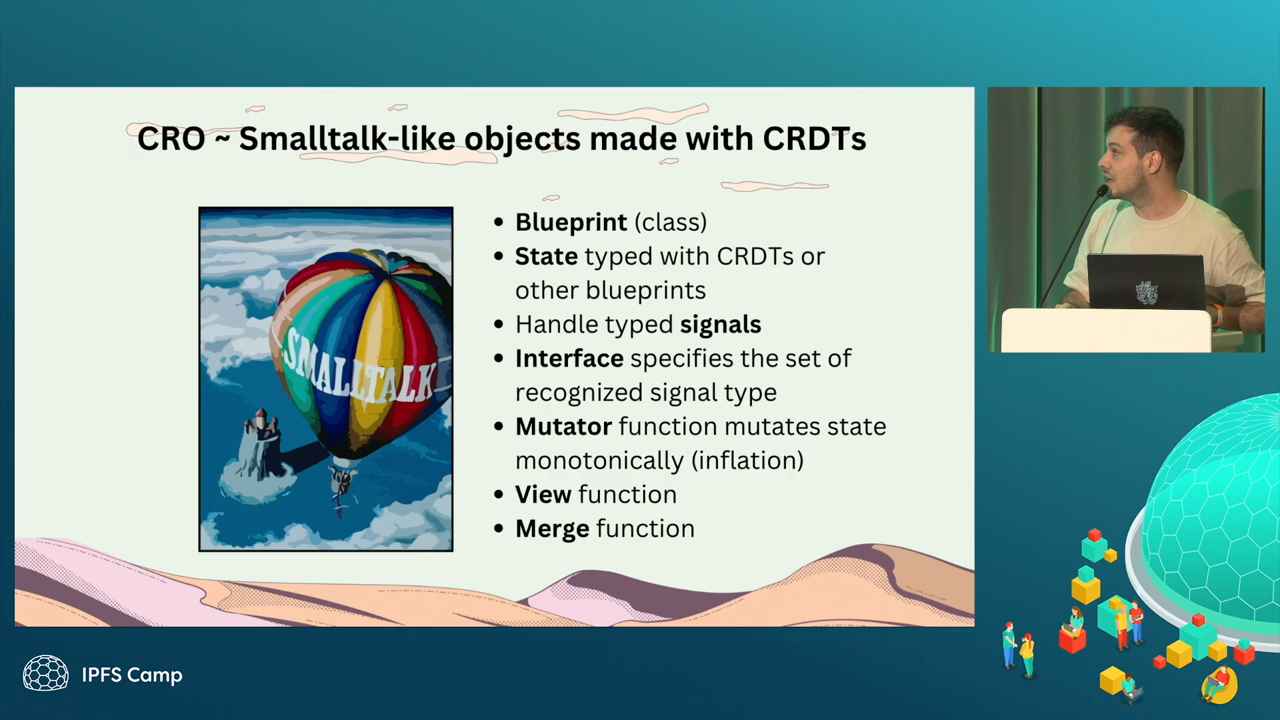 CRO ~ Smalltalk-like objects made with CRDTs
SMALLTALK
• Blueprint (class)
• State typed with CRDTs or
other blueprints
• Handle typed signals
• Interface specifies the set of
recognized signal type
• Mutator function mutates state
monotonically (inflation)
• View function
• Merge function
IPFS Camp